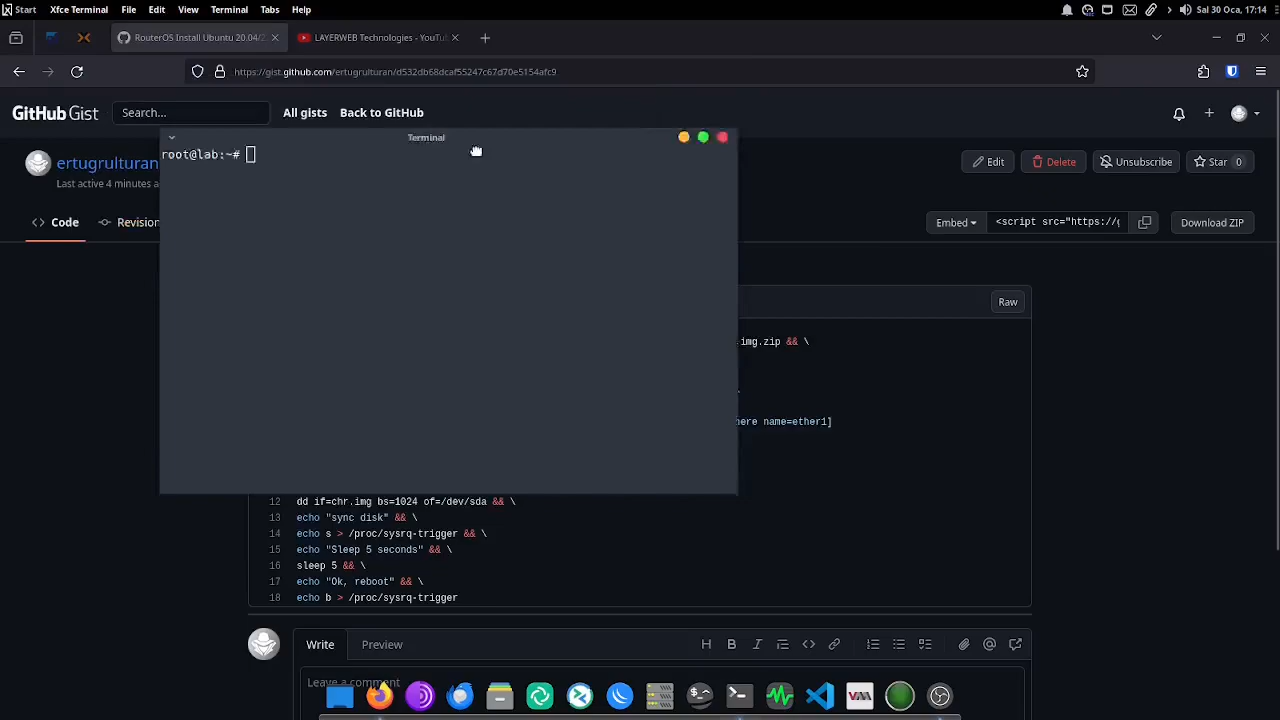 Start Xfce Terminal File Edit View Terminal Tabs Help Sal 30 Oca, 17:14
RouterOS Install Ubuntu 20.04/2 LAYERWEB Technologies - YouTu
https://gist.github.com/ertugrulturan/d532db68dcaf55247c67d70e5154afc9
GitHub Gist Search... All gists Back to GitHub
Terminal
root@lab:~#
ertugrulturan
Edit Delete Unsubscribe Star 0
Last active 4 minutes a
Code Revision
Embed <script src="https://g Download ZIP
Raw
img.zip && \
here name=ether1]
12 dd if=chr.img bs=1024 of=/dev/sda && \
13 echo "sync disk" && \
14 echo s > /proc/sysrq-trigger && \
15 echo "Sleep 5 seconds" && \
16 sleep 5 && \
17 echo "Ok, reboot" && \
18 echo b > /proc/sysrq-trigger
Write Preview
Leave a comment